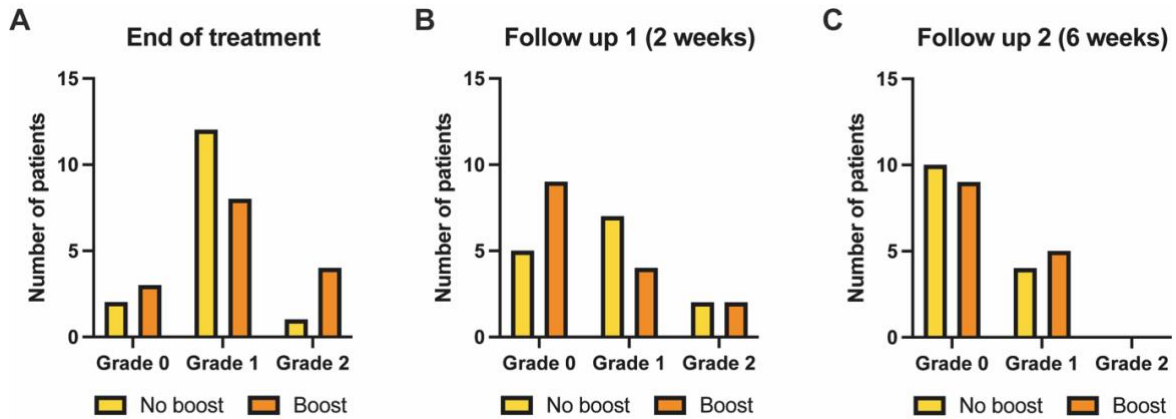 A
End of treatment
Number of patients
15
10
5
0
Grade 0 Grade 1 Grade 2
No boost Boost
B
Follow up 1 (2 weeks)
Number of patients
15
10
5
0
Grade 0 Grade 1 Grade 2
No boost Boost
C
Follow up 2 (6 weeks)
Number of patients
15
10
5
0
Grade 0 Grade 1 Grade 2
No boost Boost